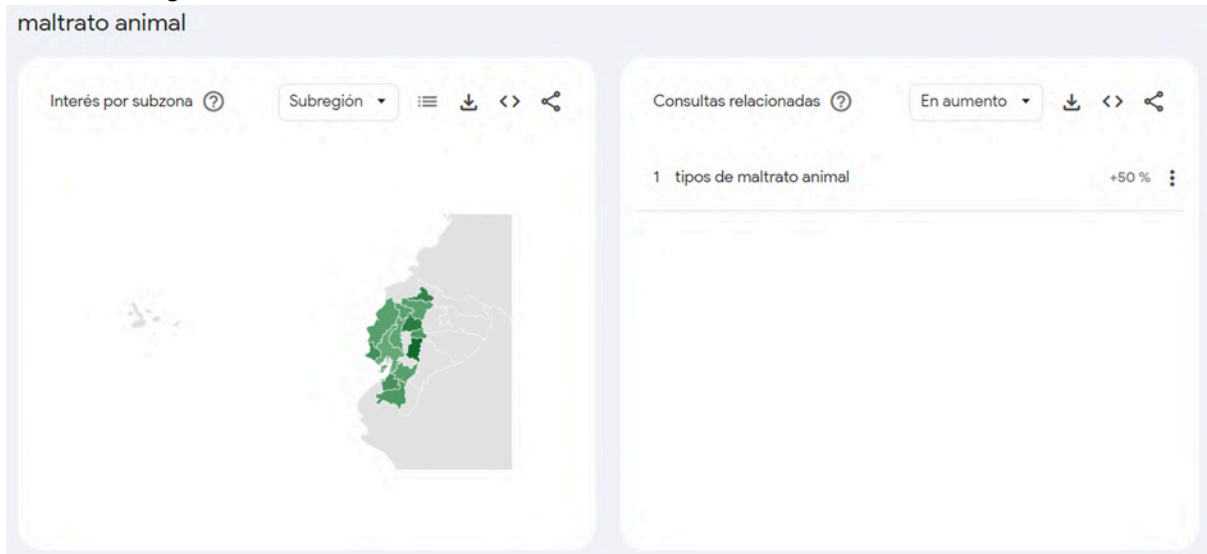 maltrato animal
Interés por subzona
Subregión
Consultas relacionadas
En aumento
1 tipos de maltrato animal +50 %